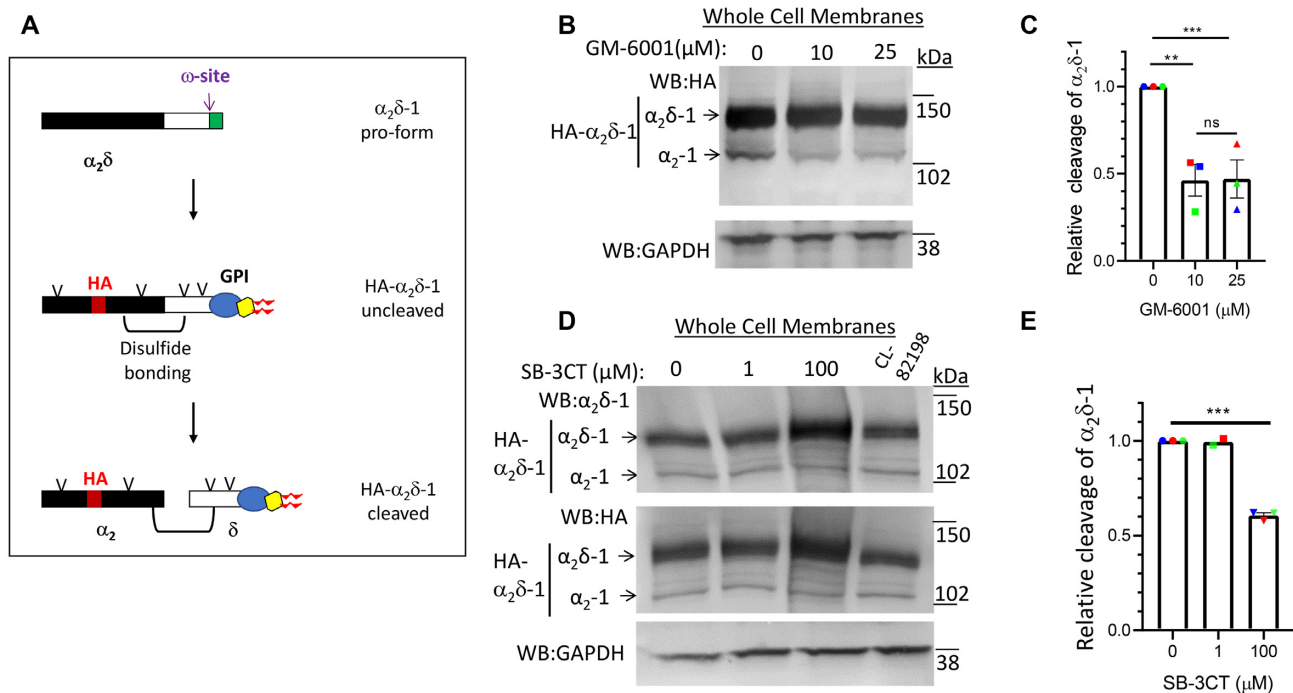 A
ω-site
α₂δ-1
pro-form
α₂δ
HA
GPI
HA-α₂δ-1
uncleaved
V V V V
Disulfide
bonding
HA
V V V V
HA-α₂δ-1
cleaved
α₂
δ
B
Whole Cell Membranes
GM-6001(μM): 0 10 25 kDa
WB:HA
150
HA-α₂δ-1
α₂δ-1
α₂-1
102
WB:GAPDH
38
C
***
**
ns
Relative cleavage of α₂δ-1
1.0
0.5
0.0
0 10 25
GM-6001 (μM)
D
Whole Cell Membranes
SB-3CT (μM): 0 1 100 CL-
82198
kDa
WB:α₂δ-1
150
HA-
α₂δ-1
α₂δ-1
α₂-1
102
WB:HA
150
HA-
α₂δ-1
α₂δ-1
α₂-1
102
WB:GAPDH
38
E
***
Relative cleavage of α₂δ-1
1.0
0.5
0.0
0 1 100
SB-3CT (μM)